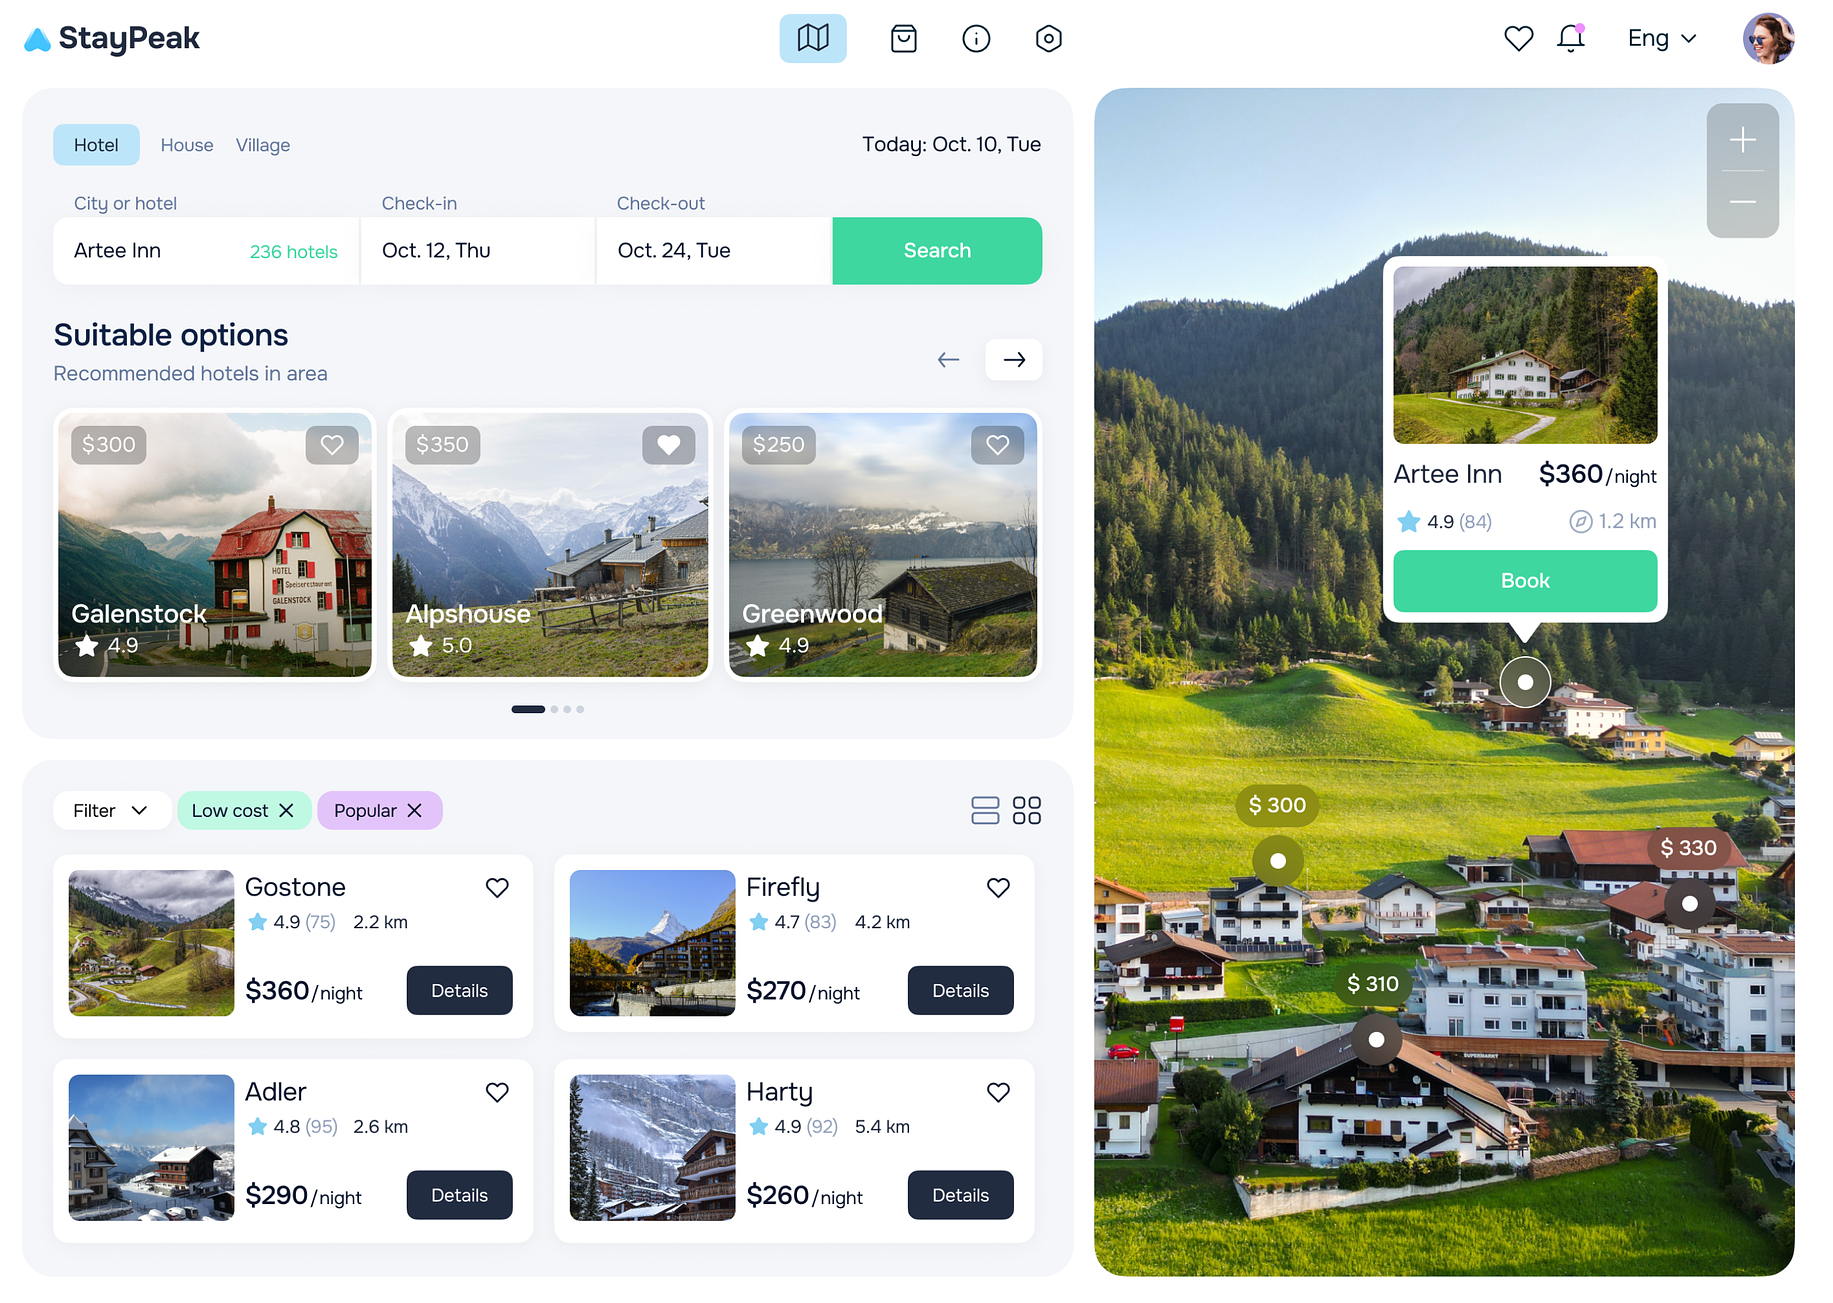 StayPeak
Eng
Hotel House Village
Today: Oct. 10, Tue
City or hotel Check-in Check-out
Artee Inn 236 hotels Oct. 12, Thu Oct. 24, Tue Search
Suitable options
Recommended hotels in area
$300 $350 $250
HOTEL
Speiserestaurant
GALENSTOCK
Galenstock Alpshouse Greenwood
4.9 5.0 4.9
Filter Low cost Popular
Gostone
4.9 (75) 2.2 km
$360/night Details
Firefly
4.7 (83) 4.2 km
$270/night Details
Adler
4.8 (95) 2.6 km
$290/night Details
Harty
4.9 (92) 5.4 km
$260/night Details
Artee Inn $360/night
4.9 (84) 1.2 km
Book
$ 300
$ 330
$ 310
SUPERMARKT